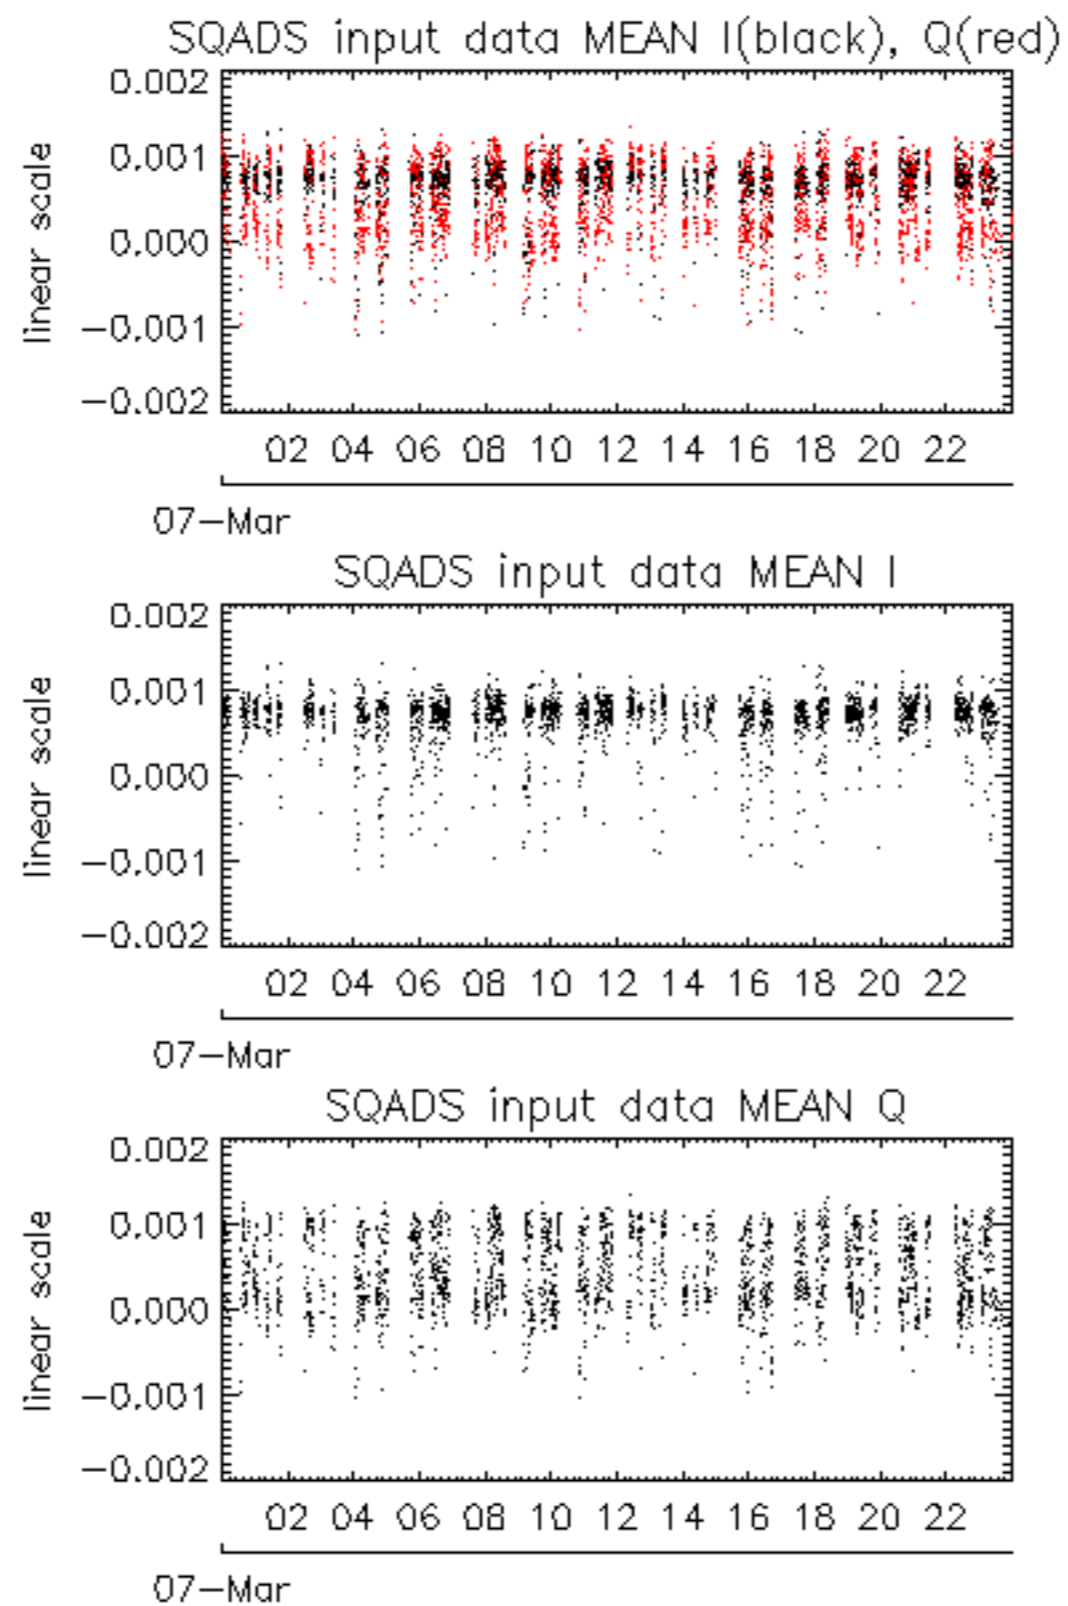 SQADS input data MEAN I(black), Q(red)
0.002
0.001
0.000
−0.001
−0.002
linear scale
02 04 06 08 10 12 14 16 18 20 22
07−Mar
SQADS input data MEAN I
0.002
0.001
0.000
−0.001
−0.002
linear scale
02 04 06 08 10 12 14 16 18 20 22
07−Mar
SQADS input data MEAN Q
0.002
0.001
0.000
−0.001
−0.002
linear scale
02 04 06 08 10 12 14 16 18 20 22
07−Mar